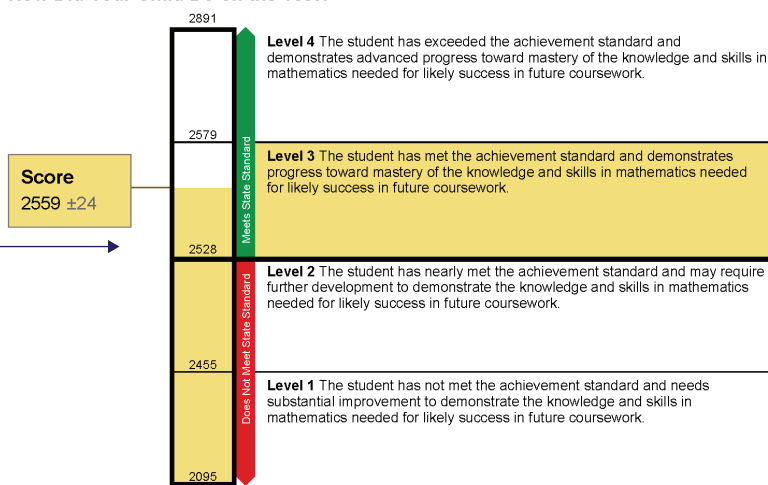 2891
Level 4 The student has exceeded the achievement standard and
demonstrates advanced progress toward mastery of the knowledge and skills in
mathematics needed for likely success in future coursework.
2579
Level 3 The student has met the achievement standard and demonstrates
progress toward mastery of the knowledge and skills in mathematics needed
for likely success in future coursework.
Score
2559 ±24
Meets State Standard
2528
Level 2 The student has nearly met the achievement standard and may require
further development to demonstrate the knowledge and skills in mathematics
needed for likely success in future coursework.
Does Not Meet State Standard
2455
Level 1 The student has not met the achievement standard and needs
substantial improvement to demonstrate the knowledge and skills in
mathematics needed for likely success in future coursework.
2095